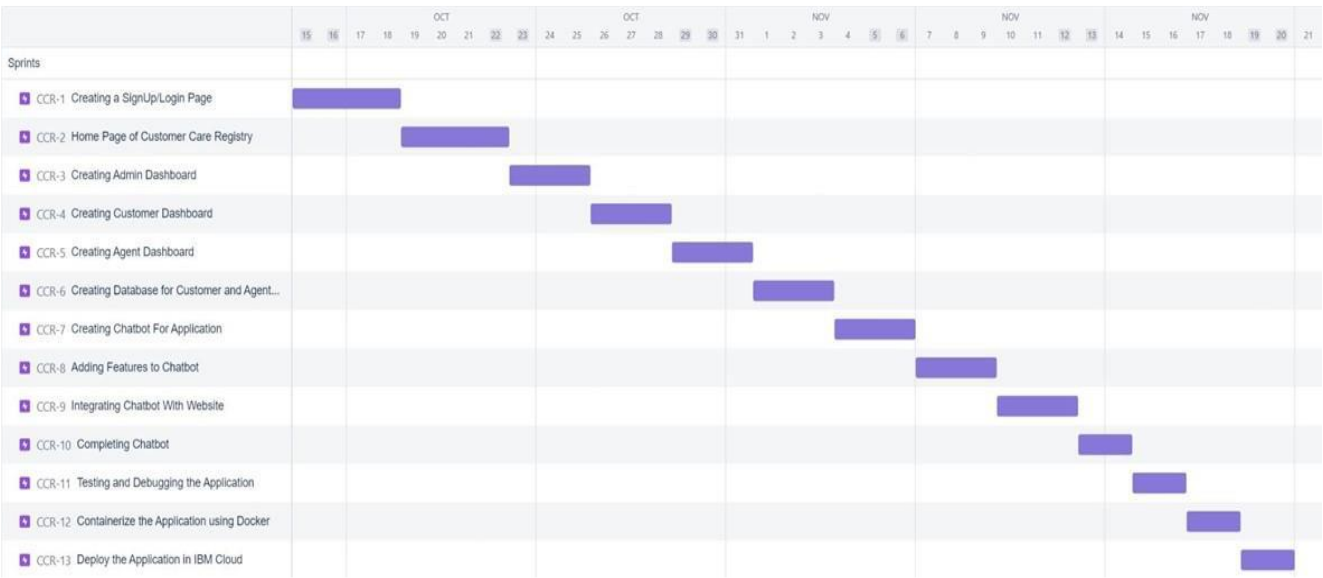 OCT OCT NOV NOV NOV
15 16 17 18 19 20 21 22 23 24 25 26 27 28 29 30 31 1 2 3 4 5 6 7 8 9 10 11 12 13 14 15 16 17 18 19 20 21
Sprints
CCR-1 Creating a SignUp/Login Page
CCR-2 Home Page of Customer Care Registry
CCR-3 Creating Admin Dashboard
CCR-4 Creating Customer Dashboard
CCR-5 Creating Agent Dashboard
CCR-6 Creating Database for Customer and Agent...
CCR-7 Creating Chatbot For Application
CCR-8 Adding Features to Chatbot
CCR-9 Integrating Chatbot With Website
CCR-10 Completing Chatbot
CCR-11 Testing and Debugging the Application
CCR-12 Containerize the Application using Docker
CCR-13 Deploy the Application in IBM Cloud